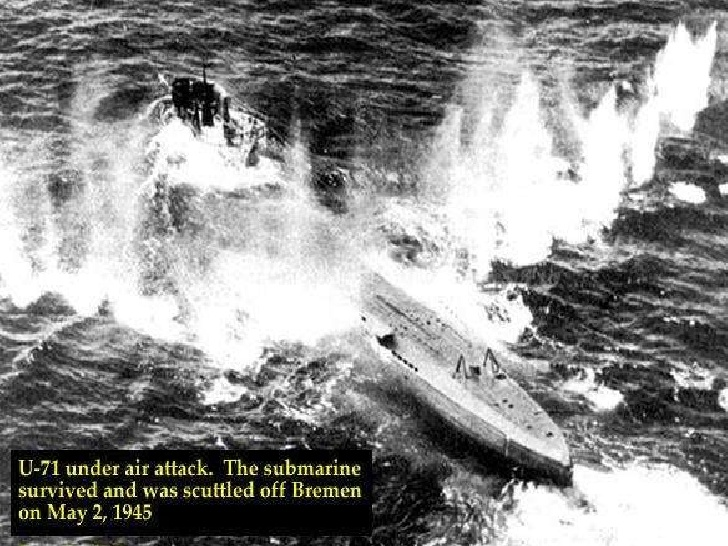 U-71 under air attack.  The submarine
survived and was scuttled off Bremen
on May 2, 1945